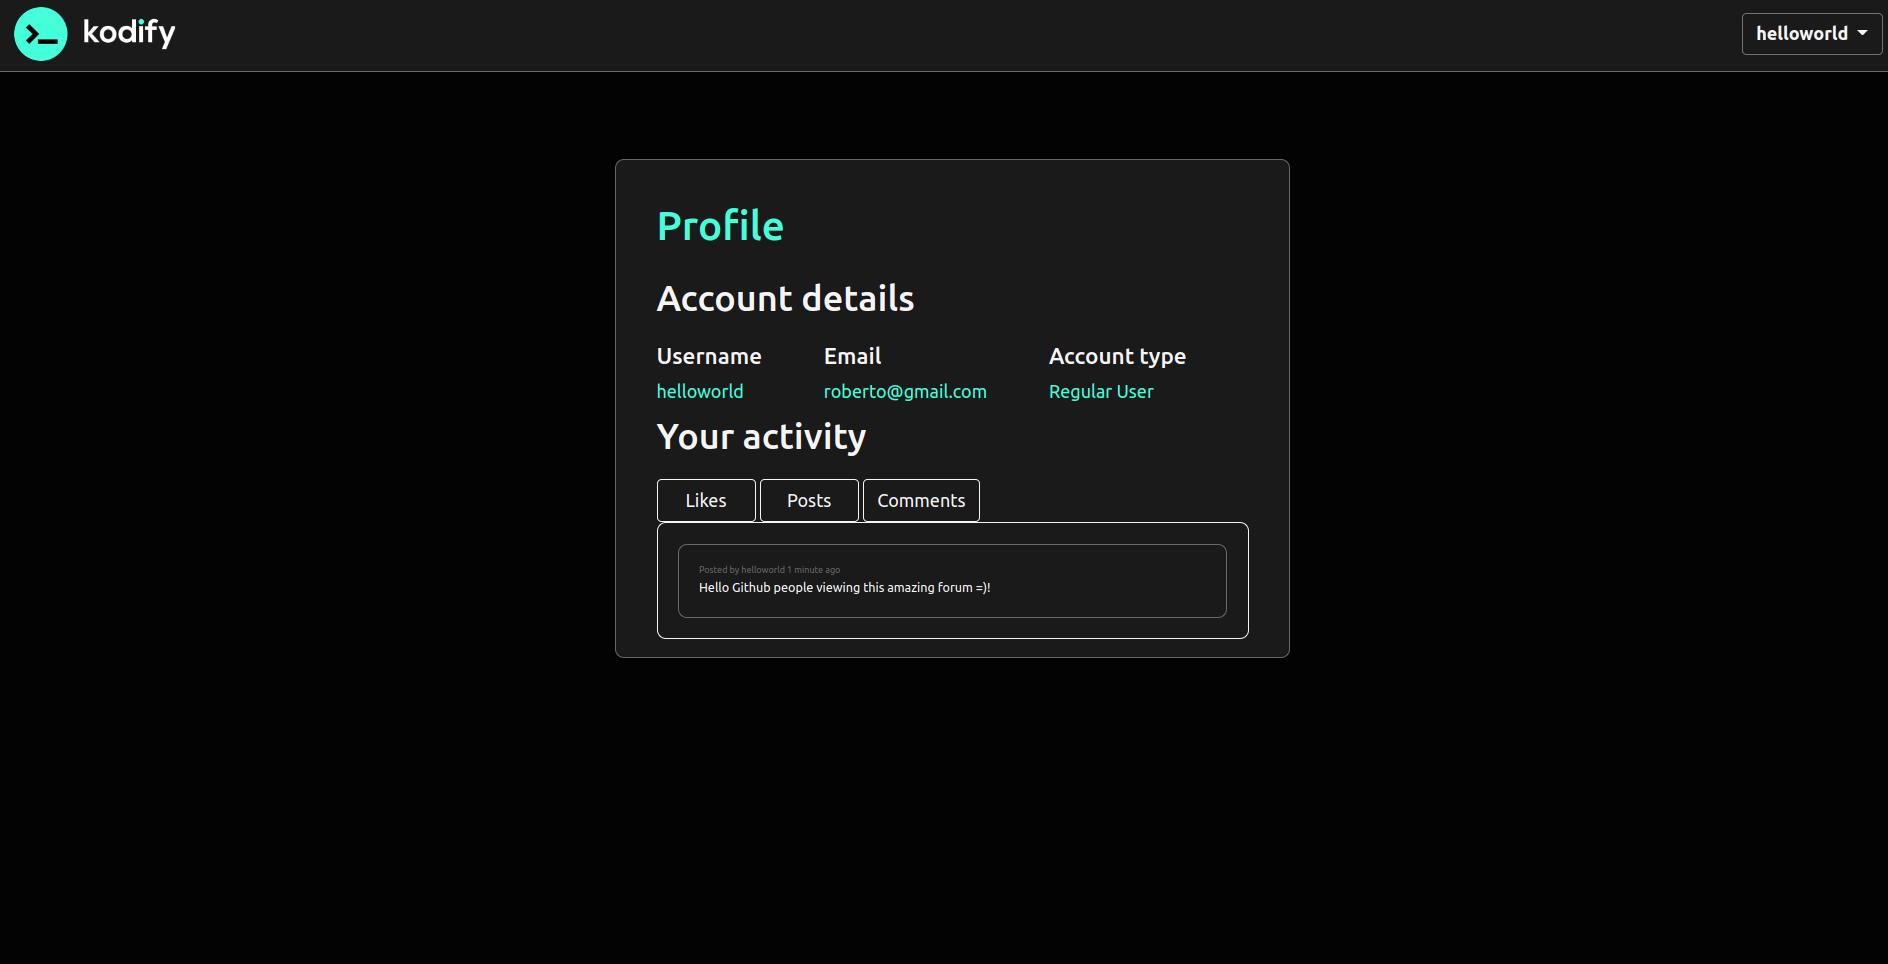 kodify
helloworld
Profile
Account details
Username Email Account type
helloworld roberto@gmail.com Regular User
Your activity
Likes Posts Comments
Posted by helloworld 1 minute ago
Hello Github people viewing this amazing forum =)!